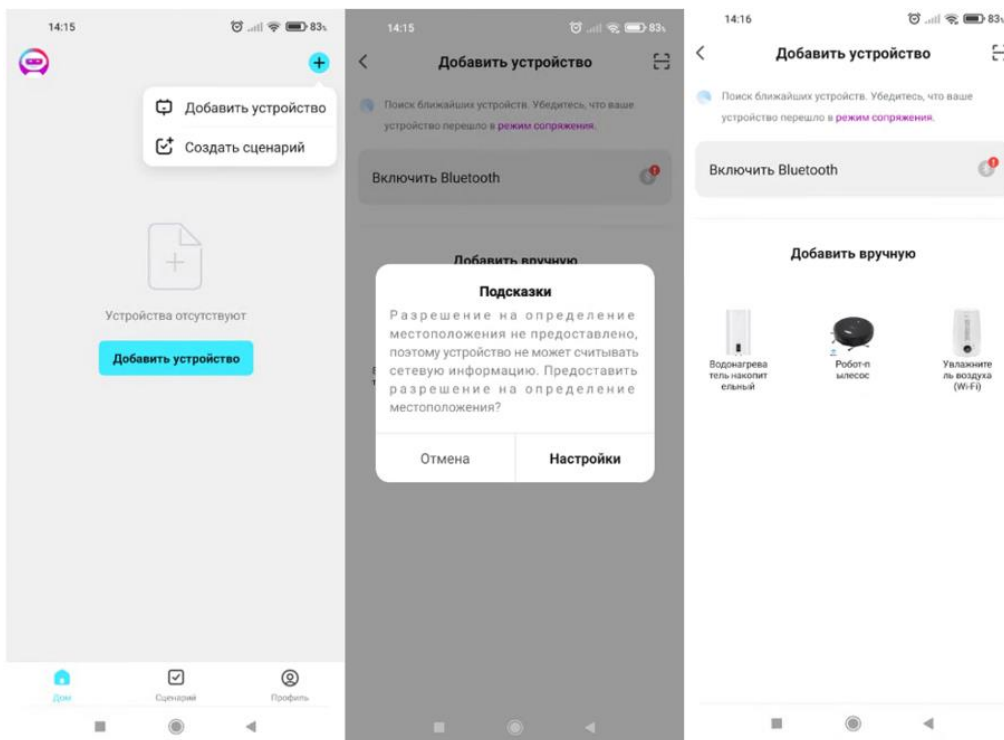 14:15
83%
Добавить устройство
Создать сценарий
Устройства отсутствуют
Добавить устройство
Дом
Сценарий
Профиль
14:15
83%
Добавить устройство
Поиск ближайших устройств. Убедитесь, что ваше
устройство перешло в режим сопряжения.
Включить Bluetooth
Добавить вручную
Подсказки
Разрешение на определение
местоположения не предоставлено,
поэтому устройство не может считывать
сетевую информацию. Предоставить
разрешение на определение
местоположения?
Отмена
Настройки
14:16
83%
Добавить устройство
Поиск ближайших устройств. Убедитесь, что ваше
устройство перешло в режим сопряжения.
Включить Bluetooth
Добавить вручную
Водонагрева
тель накопит
ельный
Робот-п
ылесос
Увлажните
ль воздуха
(Wi-Fi)